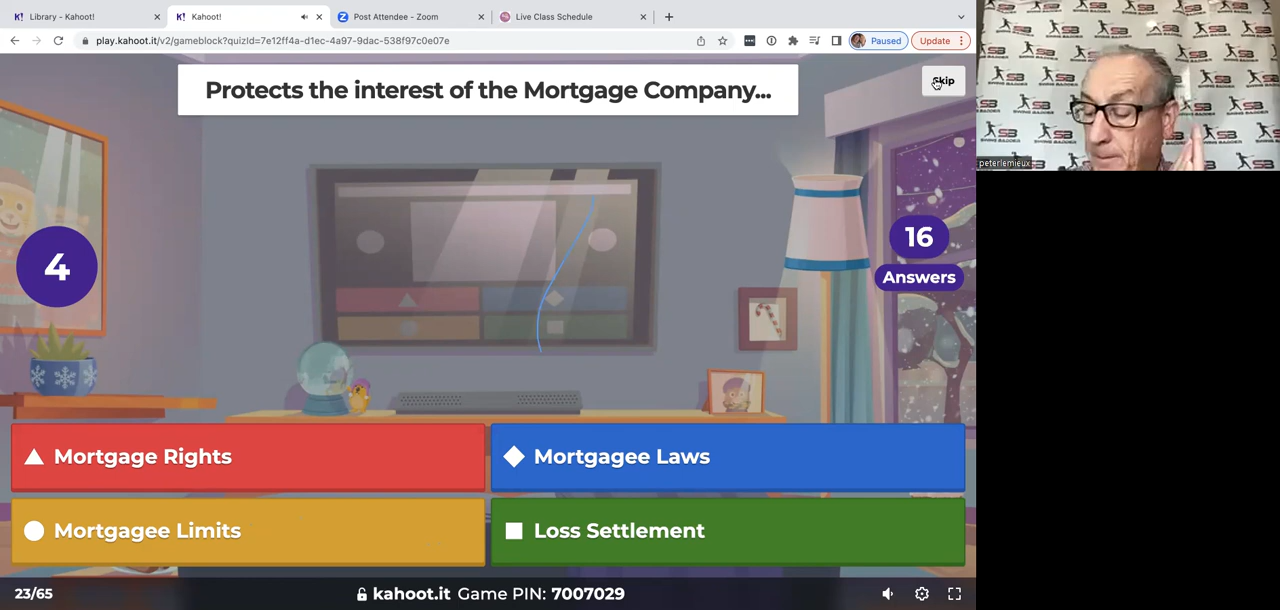 Library - Kahoot!
Kahoot!
Post Attendee - Zoom
Live Class Schedule
play.kahoot.it/v2/gameblock?quizId=7e12ff4a-d1ec-4a97-9dac-538f97c0e07e
Paused
Update
Protects the interest of the Mortgage Company...
Skip
peterlemieux
4
16
Answers
Mortgage Rights
Mortgagee Laws
Mortgagee Limits
Loss Settlement
23/65
kahoot.it Game PIN: 7007029